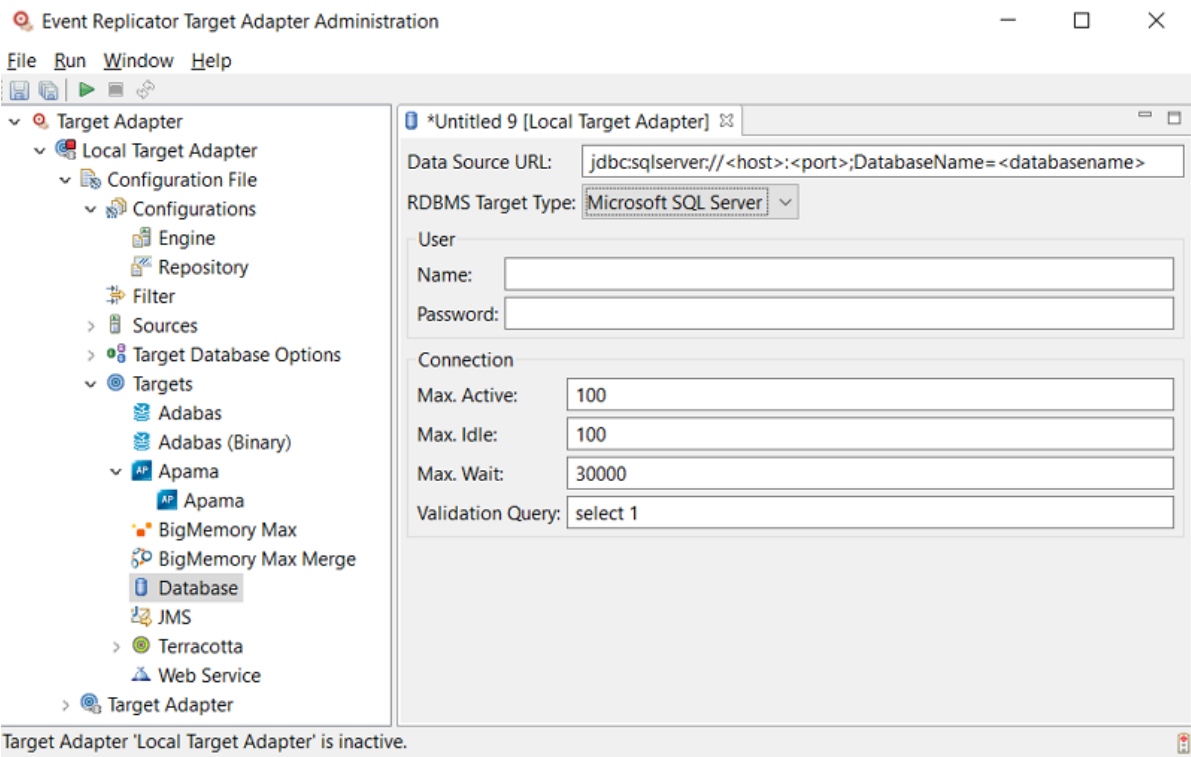 Event Replicator Target Adapter Administration
File Run Window Help
Target Adapter
Local Target Adapter
Configuration File
Configurations
Engine
Repository
Filter
Sources
Target Database Options
Targets
Adabas
Adabas (Binary)
AP Apama
AP Apama
BigMemory Max
BigMemory Max Merge
Database
JMS
Terracotta
Web Service
Target Adapter
*Untitled 9 [Local Target Adapter]
Data Source URL: jdbc:sqlserver://<host>:<port>;DatabaseName=<databasename>
RDBMS Target Type: Microsoft SQL Server
User
Name:
Password:
Connection
Max. Active: 100
Max. Idle: 100
Max. Wait: 30000
Validation Query: select 1
Target Adapter 'Local Target Adapter' is inactive.